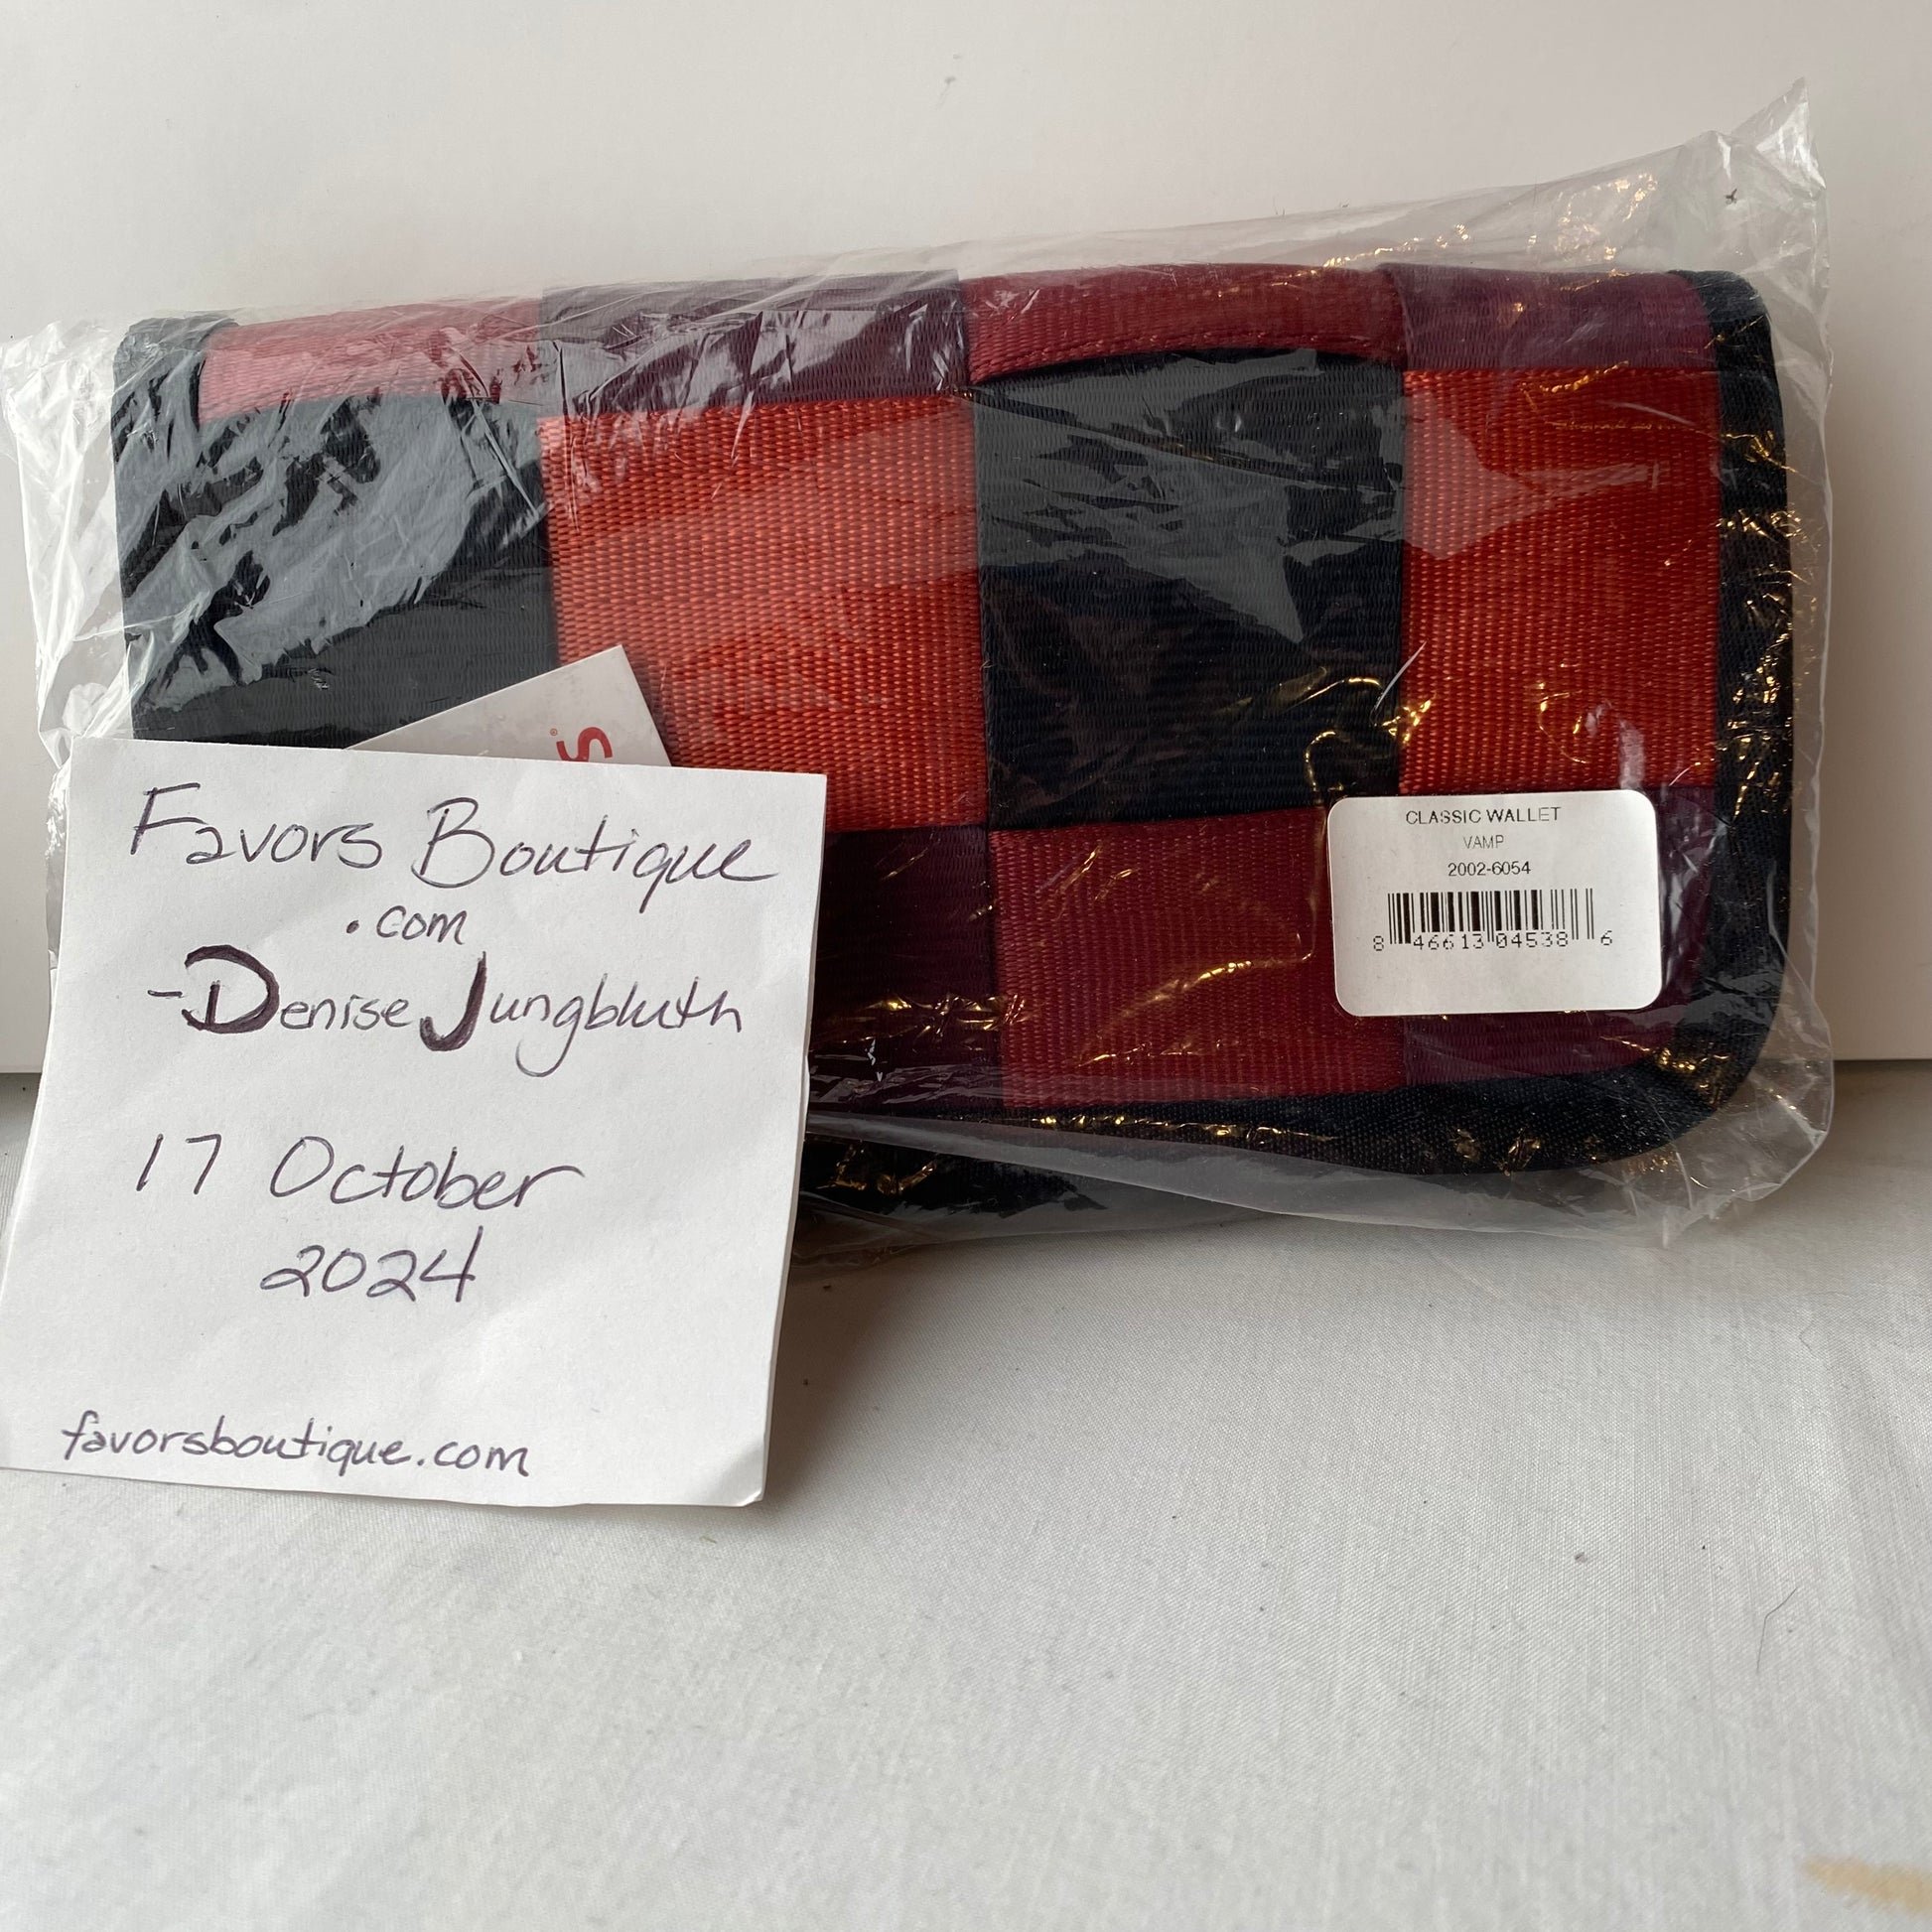 Favors Boutique
.com
-Denise Jungbluth
17 October
2024
favorsboutique.com
S®
CLASSIC WALLET
VAMP
2002-6054
8 46613 04538 6